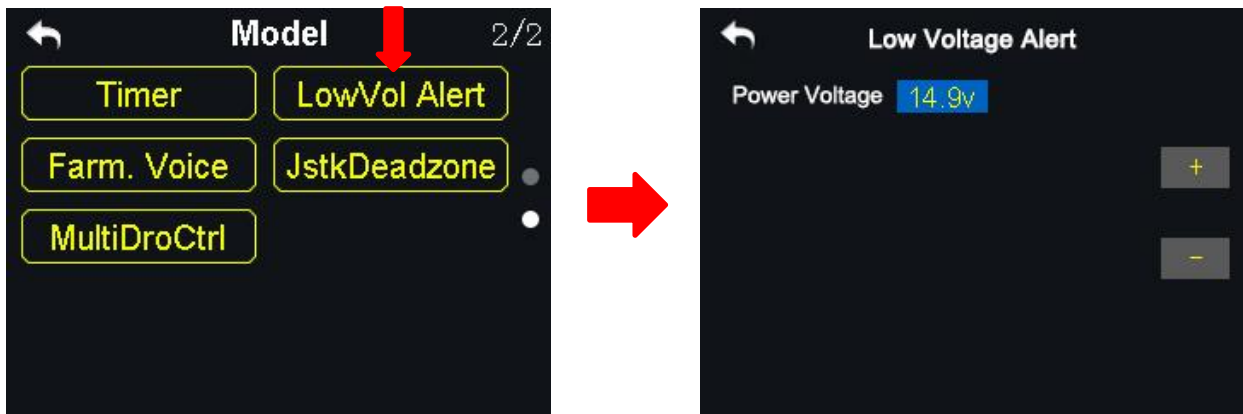 Model 2/2
Timer LowVol Alert
Farm. Voice JstkDeadzone
MultiDroCtrl
Low Voltage Alert
Power Voltage 14.9v
+
−